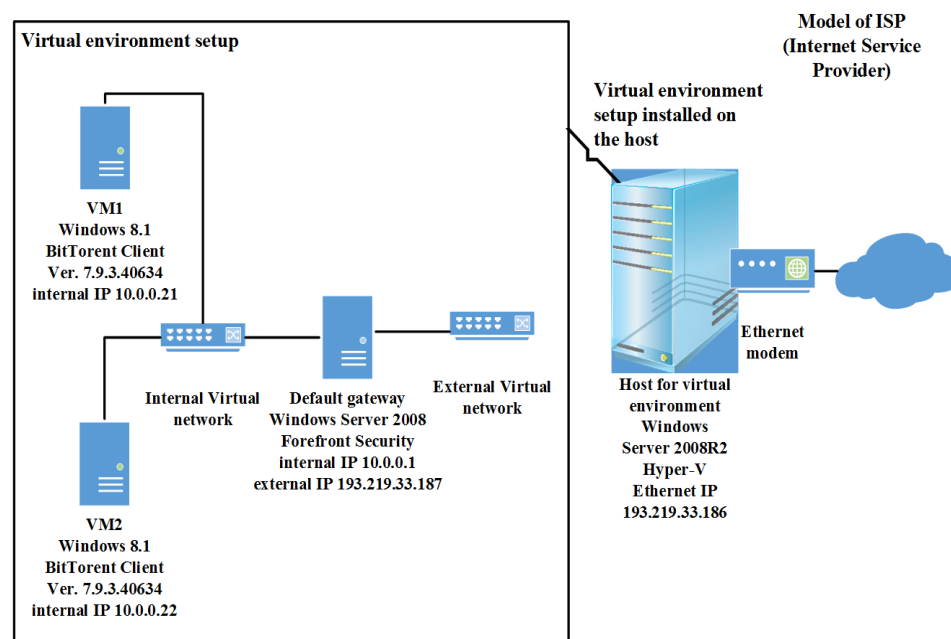 Virtual environment setup
Model of ISP
(Internet Service
Provider)
Virtual environment
setup installed on
the host
VM1
Windows 8.1
BitTorent Client
Ver. 7.9.3.40634
internal IP 10.0.0.21
Internal Virtual
network
Default gateway
Windows Server 2008
Forefront Security
internal IP 10.0.0.1
external IP 193.219.33.187
External Virtual
network
Ethernet
modem
Host for virtual
environment
Windows
Server 2008R2
Hyper-V
Ethernet IP
193.219.33.186
VM2
Windows 8.1
BitTorent Client
Ver. 7.9.3.40634
internal IP 10.0.0.22